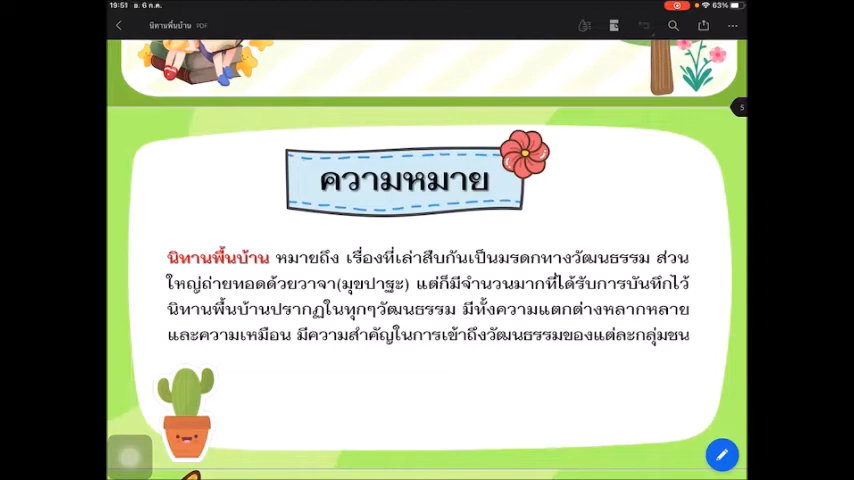 19:51 อ. 6 ก.ค.
63%
นิทานพื้นบ้าน PDF
5
ความหมาย
นิทานพื้นบ้าน หมายถึง เรื่องที่เล่าสืบกันเป็นมรดกทางวัฒนธรรม ส่วน
ใหญ่ถ่ายทอดด้วยวาจา(มุขปาฐะ) แต่ก็มีจำนวนมากที่ได้รับการบันทึกไว้
นิทานพื้นบ้านปรากฏในทุกๆวัฒนธรรม มีทั้งความแตกต่างหลากหลาย
และความเหมือน มีความสำคัญในการเข้าถึงวัฒนธรรมของแต่ละกลุ่มชน